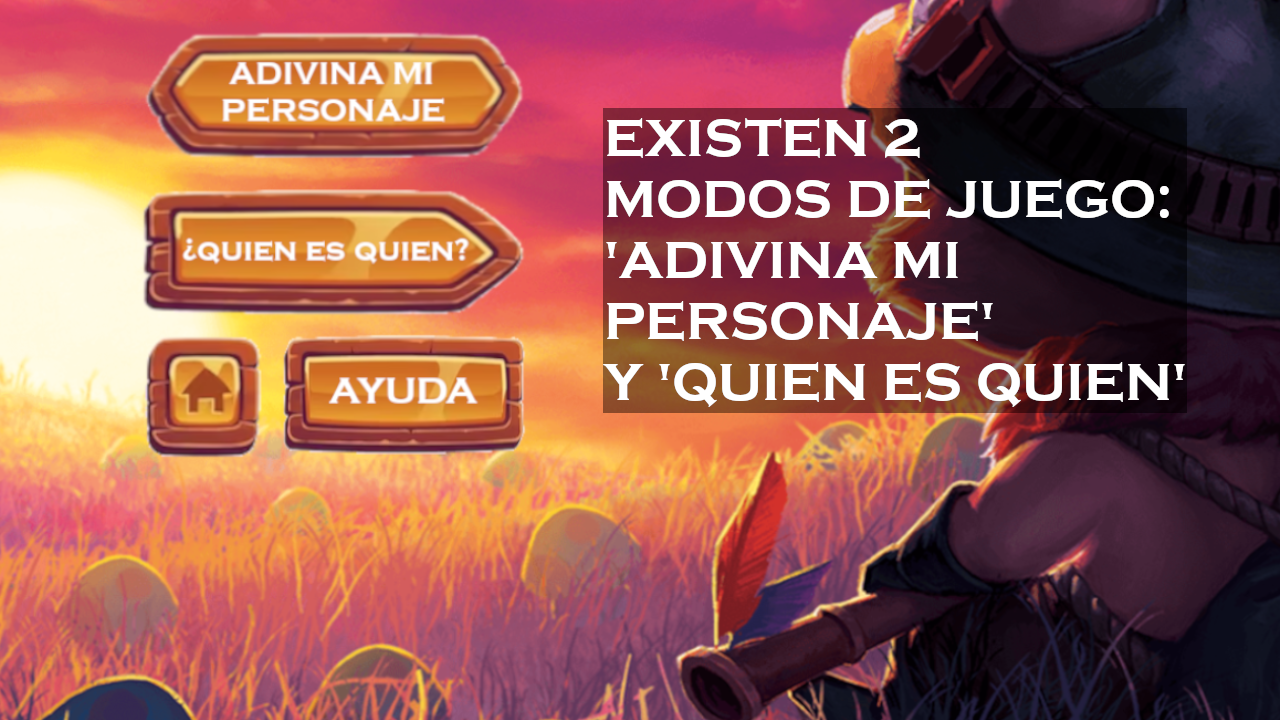 ADIVINA MI
PERSONAJE
¿QUIEN ES QUIEN?
AYUDA
EXISTEN 2
MODOS DE JUEGO:
'ADIVINA MI
PERSONAJE'
Y 'QUIEN ES QUIEN'